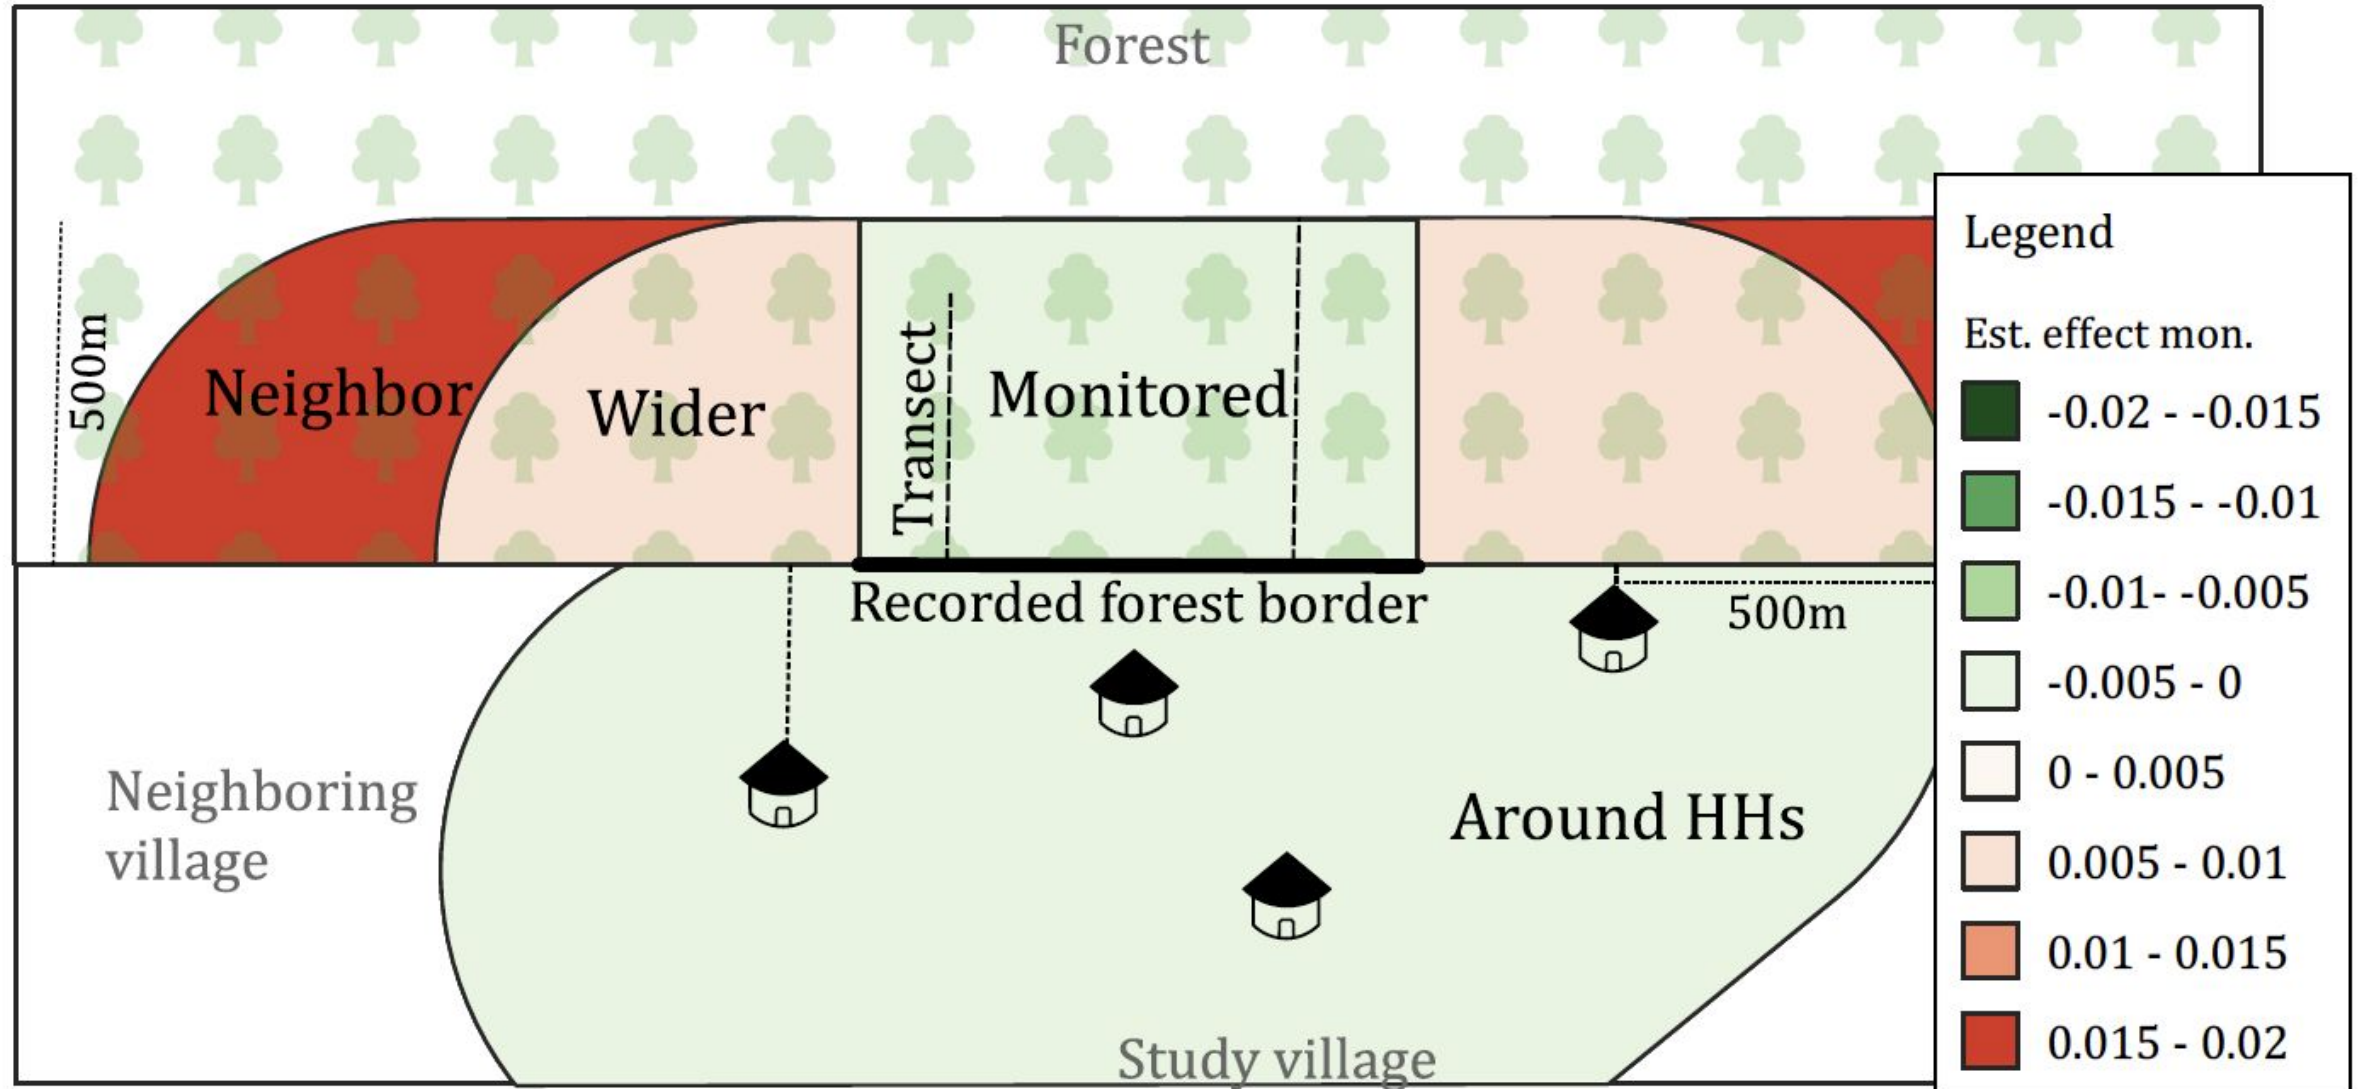 Forest
500m
Neighbor
Wider
Transect
Monitored
Recorded forest border
500m
Neighboring
village
Around HHs
Study village
Legend
Est. effect mon.
-0.02 - -0.015
-0.015 - -0.01
-0.01- -0.005
-0.005 - 0
0 - 0.005
0.005 - 0.01
0.01 - 0.015
0.015 - 0.02